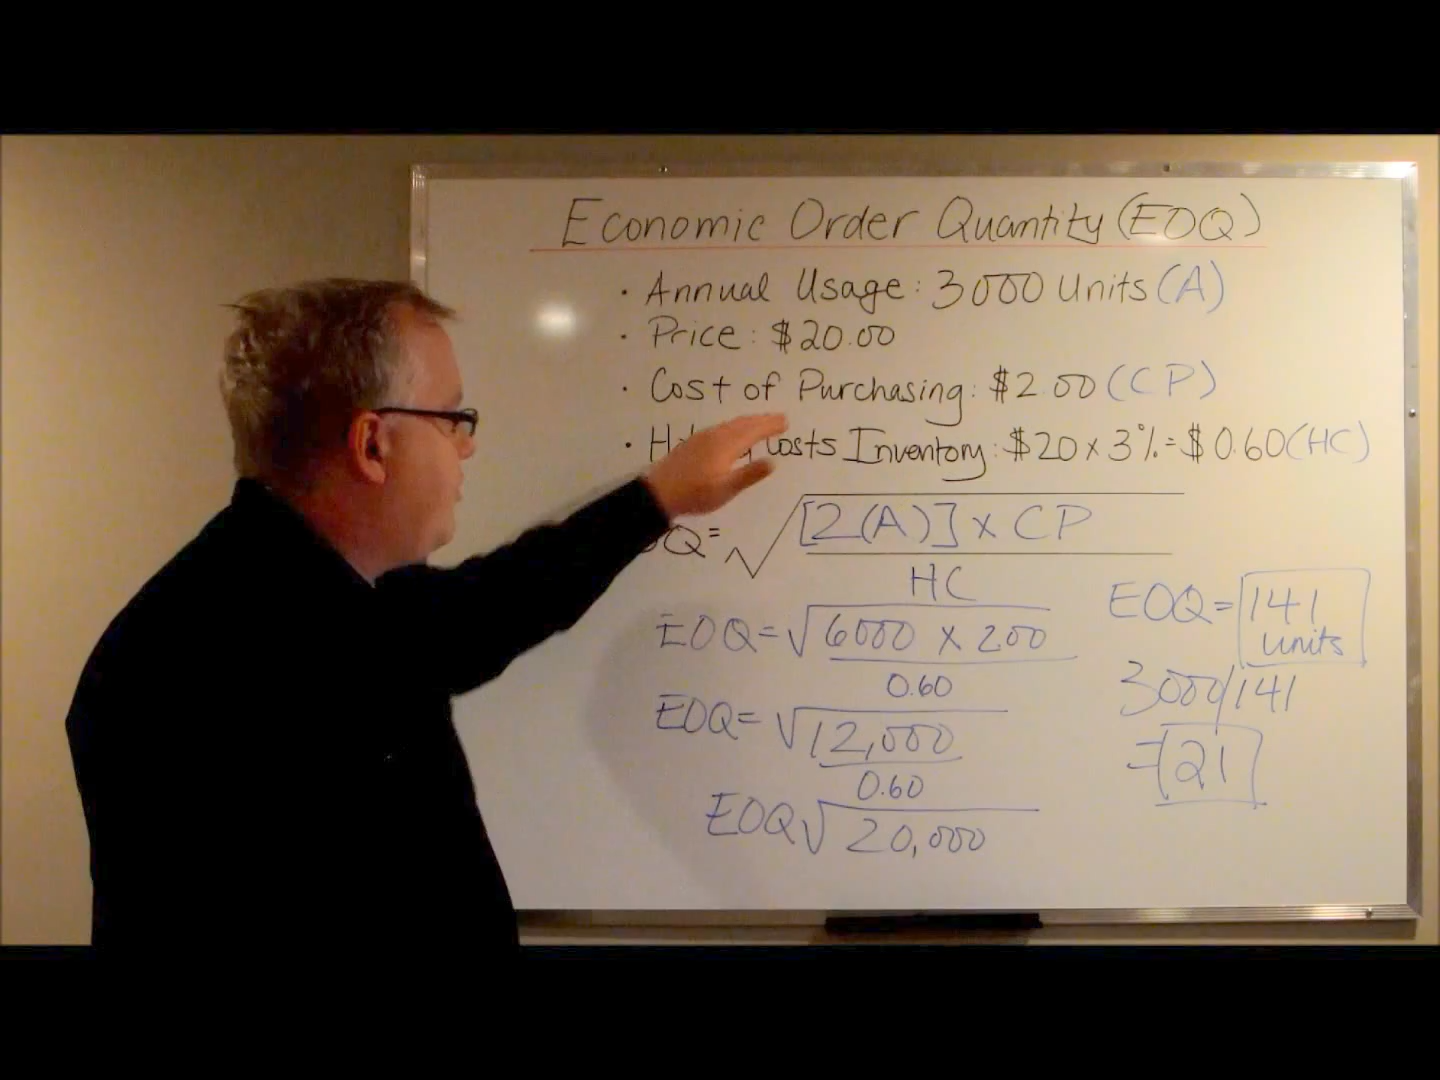 Economic Order Quantity (EOQ)
· Annual Usage: 3000 Units (A)
· Price: $20.00
· Cost of Purchasing: $2.00 (CP)
· Costs Inventory: $20 x 3% = $0.60 (HC)
Q = √[2(A)] x CP
HC
EOQ = √6000 x 2.00
0.60
EOQ = √12,000
0.60
EOQ √20,000
EOQ = 141
units
3000/141
= 21